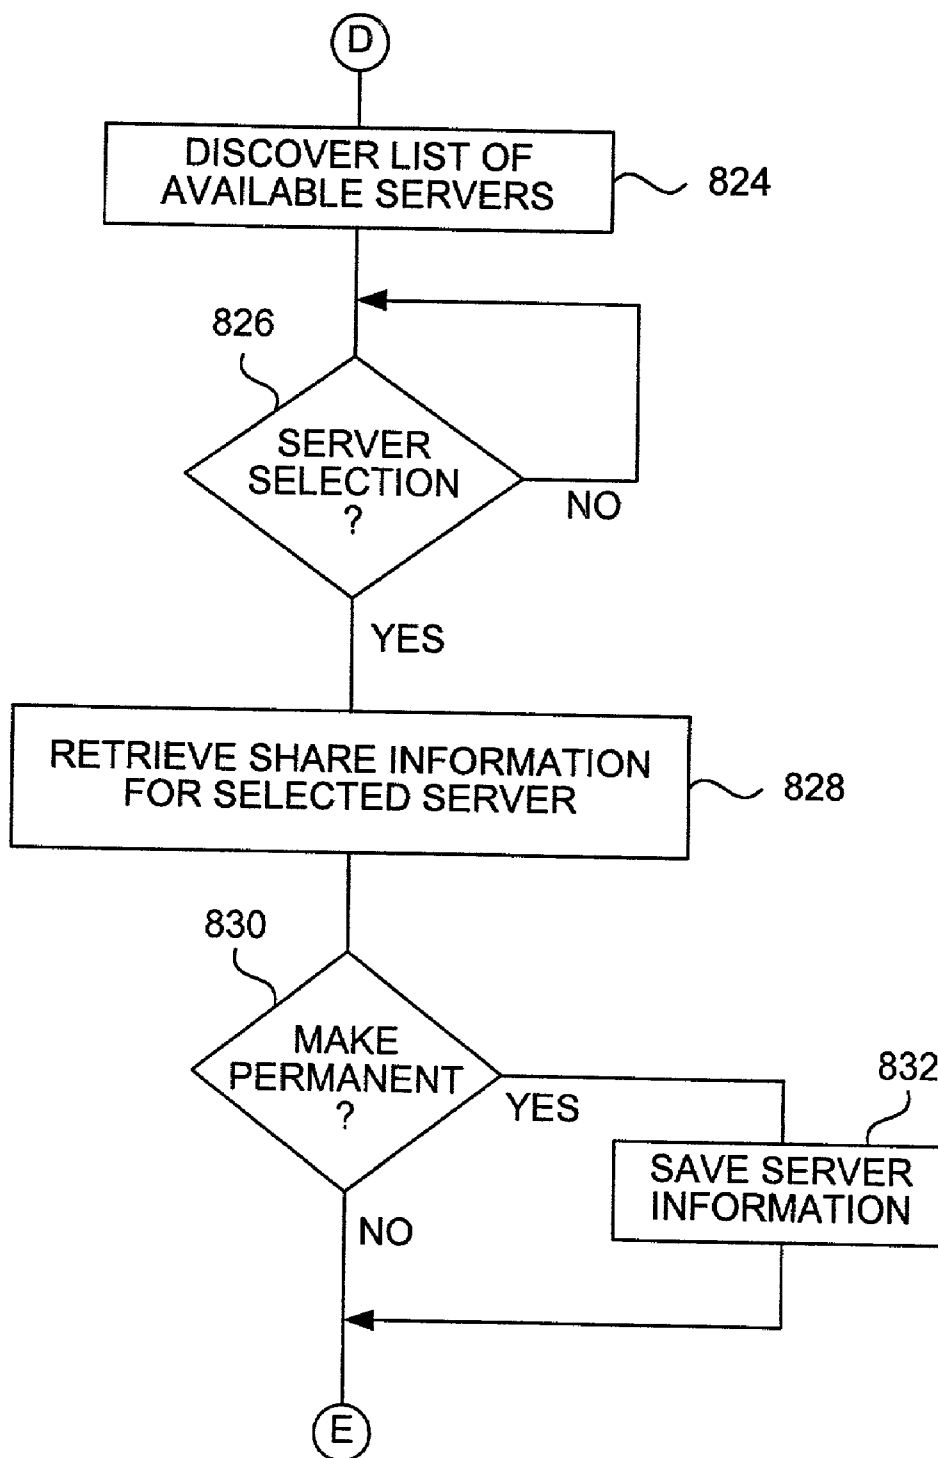 D
DISCOVER LIST OF
AVAILABLE SERVERS
824
826
SERVER
SELECTION
?
NO
YES
RETRIEVE SHARE INFORMATION
FOR SELECTED SERVER
828
830
MAKE
PERMANENT
?
YES
832
SAVE SERVER
INFORMATION
NO
E